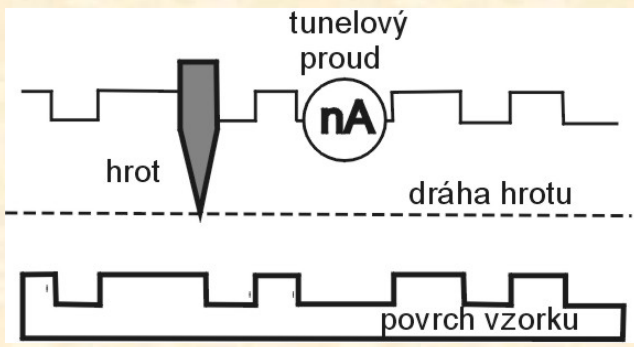 tunelový
proud
nA
hrot
dráha hrotu
povrch vzorku